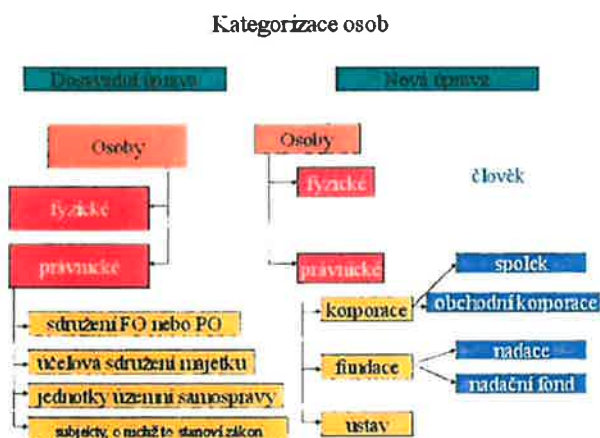 Kategorizace osob
Dosavadní úprava
Nová úprava
Osoby
Osoby
fyzické
fyzické
člověk
právnické
právnické
spolek
korporace
obchodní korporace
sdružení FO nebo PO
účelová sdružení majetku
fundace
nadace
nadační fond
jednotky územní samosprávy
ústav
subjekty, o nichž to stanoví zákon